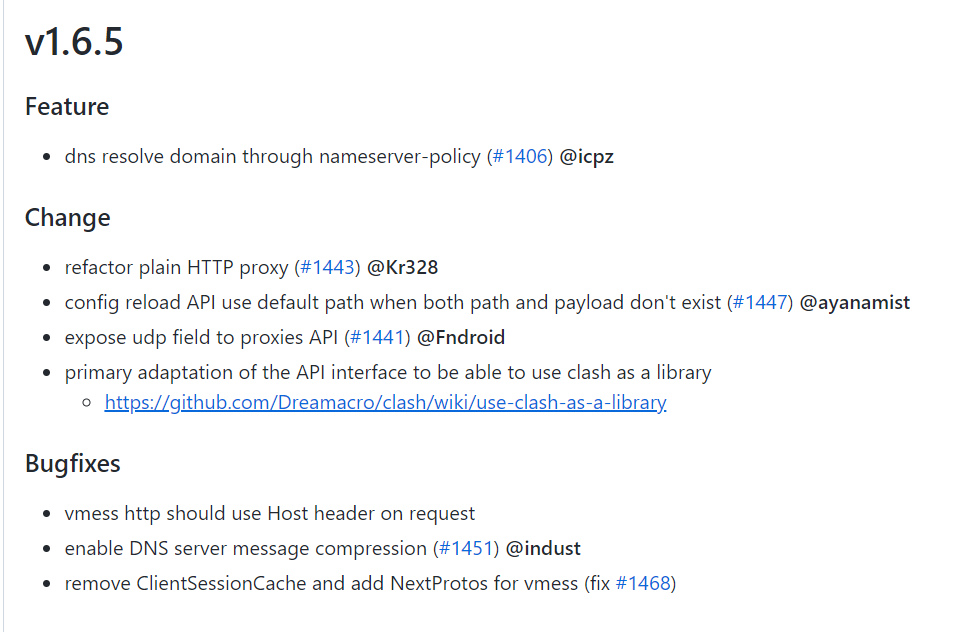 v1.6.5
Feature
dns resolve domain through nameserver-policy (#1406) @icpz
Change
refactor plain HTTP proxy (#1443) @Kr328
config reload API use default path when both path and payload don't exist (#1447) @ayanamist
expose udp field to proxies API (#1441) @Fndroid
primary adaptation of the API interface to be able to use clash as a library
https://github.com/Dreamacro/clash/wiki/use-clash-as-a-library
Bugfixes
vmess http should use Host header on request
enable DNS server message compression (#1451) @indust
remove ClientSessionCache and add NextProtos for vmess (fix #1468)